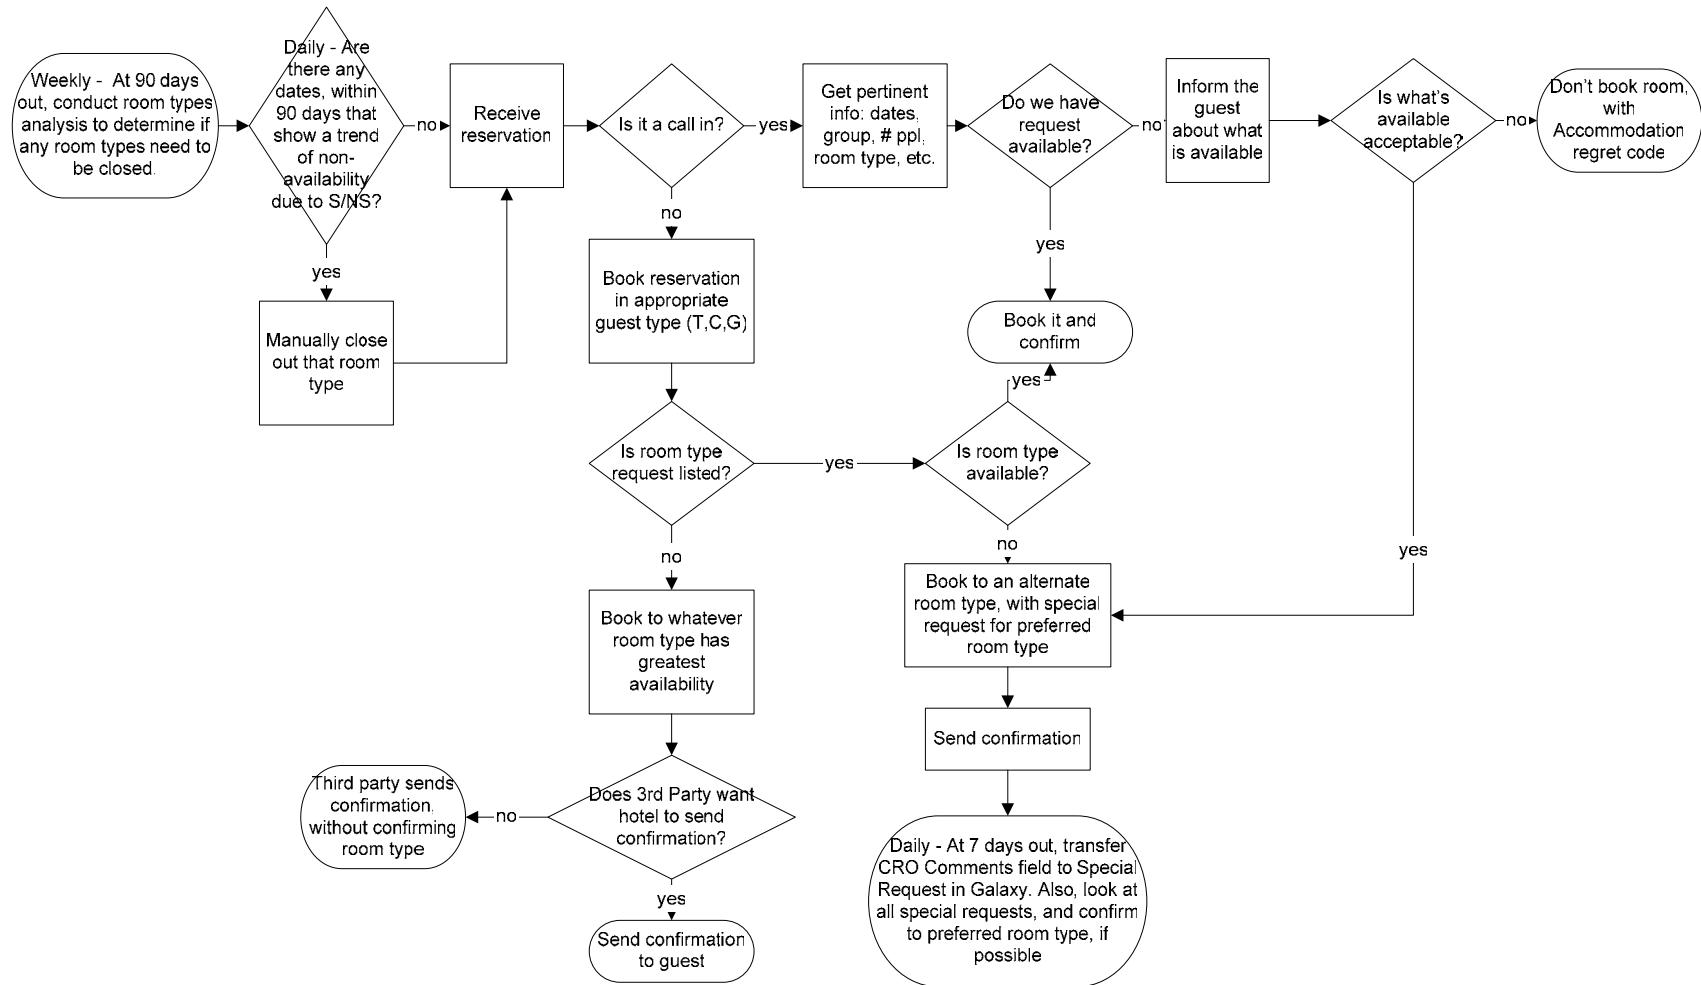 Weekly - At 90 days
out, conduct room types
analysis to determine if
any room types need to
be closed.
Daily - Are
there any
dates, within
90 days that
show a trend
of non-
availability
due to S/NS?
no
Receive
reservation
Is it a call in?
yes
Get pertinent
info: dates,
group, # ppl,
room type, etc.
Do we have
request
available?
no
Inform the
guest
about what
is available
Is what's
available
acceptable?
no
Don't book room,
with
Accommodation
regret code
yes
Manually close
out that room
type
no
Book reservation
in appropriate
guest type (T,C,G)
yes
Book it and
confirm
yes
Is room type
request listed?
yes
Is room type
available?
no
no
yes
Book to whatever
room type has
greatest
availability
Book to an alternate
room type, with special
request for preferred
room type
Send confirmation
Third party sends
confirmation,
without confirming
room type
no
Does 3rd Party want
hotel to send
confirmation?
yes
Send confirmation
to guest
Daily - At 7 days out, transfer
CRO Comments field to Special
Request in Galaxy. Also, look at
all special requests, and confirm
to preferred room type, if
possible